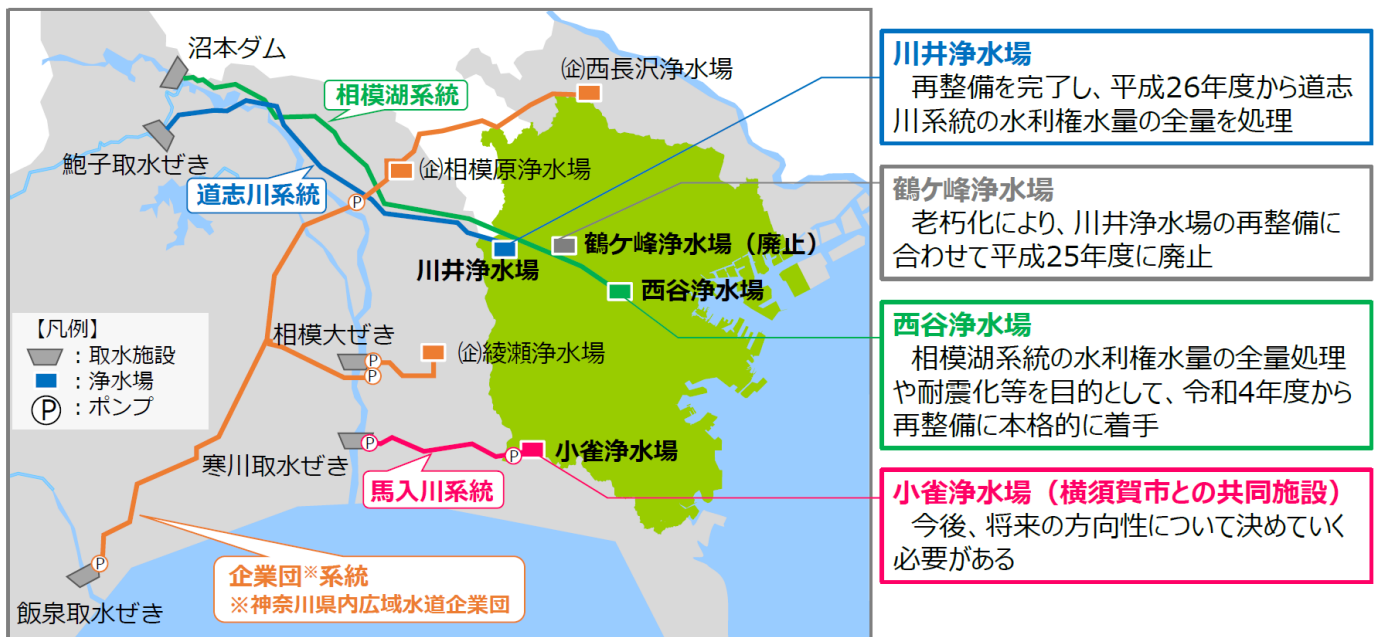 沼本ダム
㈽西長沢浄水場
相模湖系統
鮑子取水ぜき
㈽相模原浄水場
道志川系統
Ⓟ
鶴ケ峰浄水場（廃止）
川井浄水場
西谷浄水場
【凡例】
：取水施設
：浄水場
Ⓟ：ポンプ
相模大ぜき
Ⓟ
Ⓟ
㈽綾瀬浄水場
寒川取水ぜき
Ⓟ
Ⓟ
小雀浄水場
馬入川系統
Ⓟ
飯泉取水ぜき
企業団※系統
※神奈川県内広域水道企業団
川井浄水場
再整備を完了し、平成26年度から道志
川系統の水利権水量の全量を処理
鶴ケ峰浄水場
老朽化により、川井浄水場の再整備に
合わせて平成25年度に廃止
西谷浄水場
相模湖系統の水利権水量の全量処理
や耐震化等を目的として、令和4年度から
再整備に本格的に着手
小雀浄水場（横須賀市との共同施設）
今後、将来の方向性について決めていく
必要がある